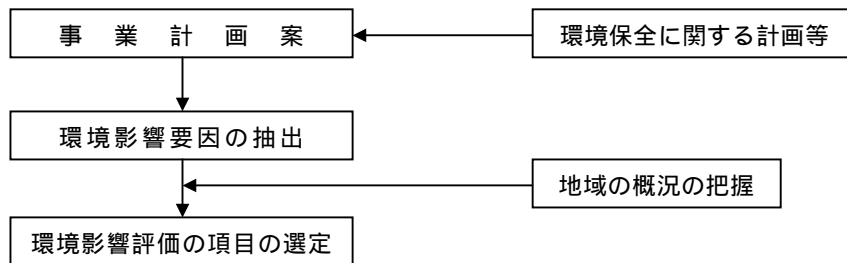 事業計画案
環境保全に関する計画等
環境影響要因の抽出
地域の概況の把握
環境影響評価の項目の選定